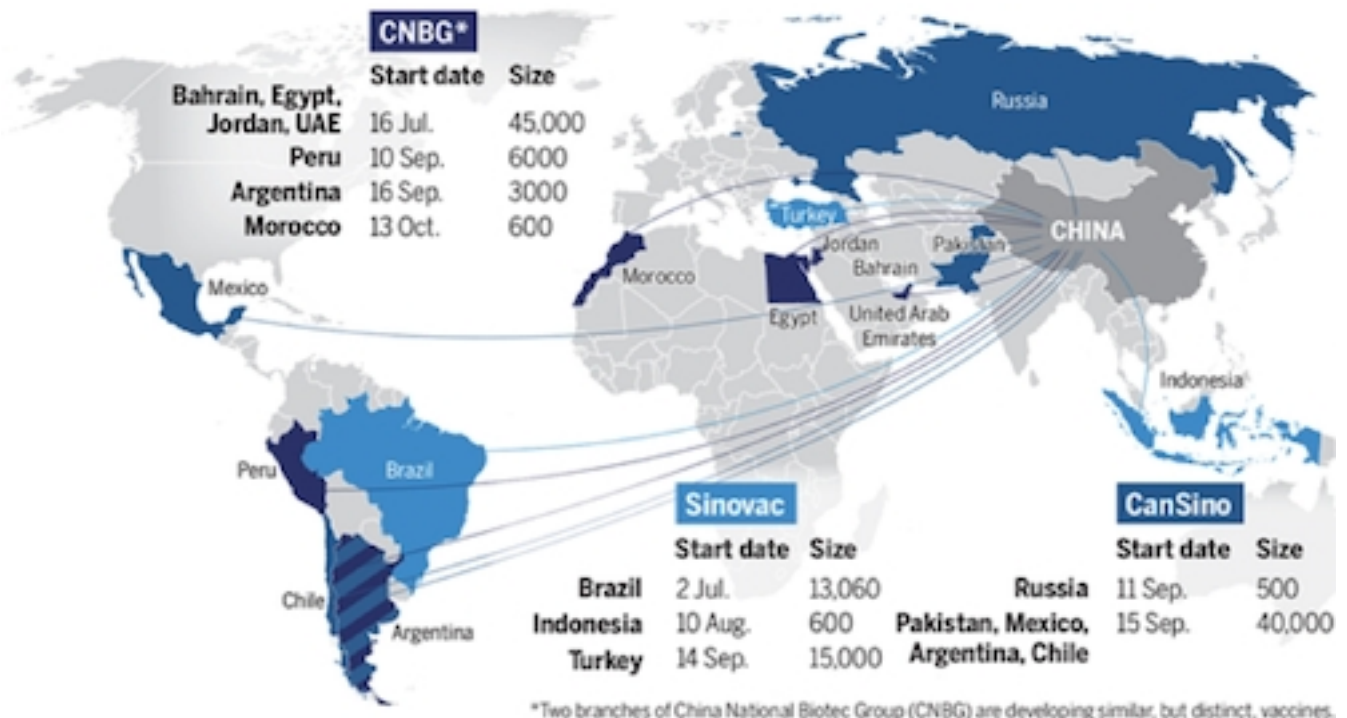 CNBG*
Start date Size
Bahrain, Egypt,
Jordan, UAE 16 Jul. 45,000
Peru 10 Sep. 6000
Argentina 16 Sep. 3000
Morocco 13 Oct. 600
Russia
Turkey
CHINA
Jordan
Pakistan
Bahrain
Morocco
Mexico
Egypt
United Arab
Emirates
Indonesia
Peru
Brazil
Chile
Argentina
Sinovac
Start date Size
Brazil 2 Jul. 13,060
Indonesia 10 Aug. 600
Turkey 14 Sep. 15,000
CanSino
Start date Size
Russia 11 Sep. 500
Pakistan, Mexico, 15 Sep. 40,000
Argentina, Chile
*Two branches of China National Biotec Group (CNBG) are developing similar, but distinct, vaccines.